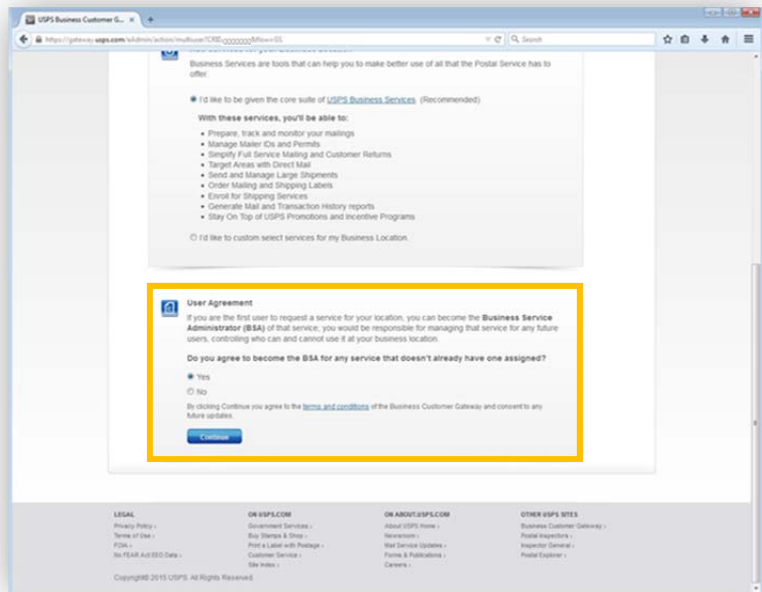 USPS Business Customer G...
https://gateway.usps.com/
Search
Business Services are tools that can help you to make better use of all that the Postal Service has to
offer.
I'd like to be given the core suite of USPS Business Services. (Recommended)
With these services, you'll be able to:
Prepare, track and monitor your mailings
Manage Mailer IDs and Permits
Simplify Full Service Mailing and Customer Returns
Target Areas with Direct Mail
Send and Manage Large Shipments
Order Mailing and Shipping Labels
Enroll for Shipping Services
Generate Mail and Transaction History reports
Stay On Top of USPS Promotions and Incentive Programs
I'd like to custom select services for my Business Location.
User Agreement
If you are the first user to request a service for your location, you can become the Business Service
Administrator (BSA) of that service; you would be responsible for managing that service for any future
users, controlling who can and cannot use it at your business location.
Do you agree to become the BSA for any service that doesn't already have one assigned?
Yes
No
By clicking Continue you agree to the terms and conditions of the Business Customer Gateway and consent to any
future updates.
Continue
LEGAL
Privacy Policy ›
Terms of Use ›
FOIA ›
No FEAR Act EEO Data ›
ON USPS.COM
Government Services ›
Buy Stamps & Shop ›
Print a Label with Postage ›
Customer Service ›
Site Index ›
ON ABOUT.USPS.COM
About USPS Home ›
Newsroom ›
Mail Service Updates ›
Forms & Publications ›
Careers ›
OTHER USPS SITES
Business Customer Gateway ›
Postal Inspectors ›
Inspector General ›
Postal Explorer ›
Copyright© 2015 USPS. All Rights Reserved.